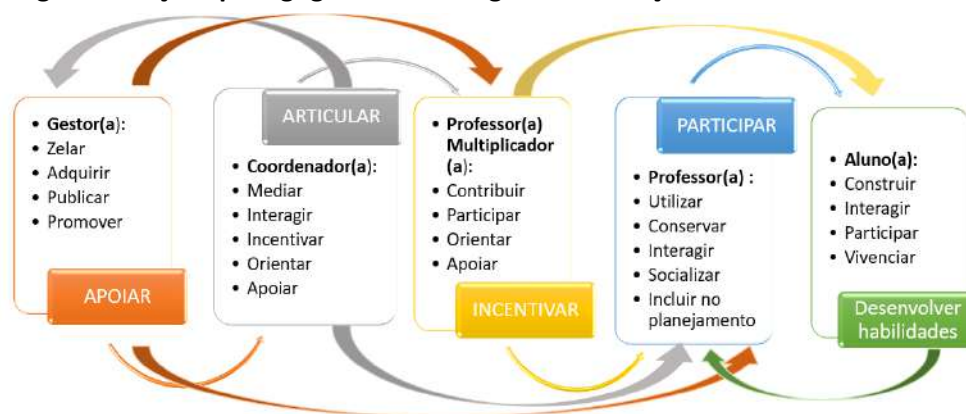 • Gestor(a):
• Zelar
• Adquirir
• Publicar
• Promover
APOIAR
ARTICULAR
• Coordenador(a):
• Mediar
• Interagir
• Incentivar
• Orientar
• Apoiar
• Professor(a)
Multiplicador
(a):
• Contribuir
• Participar
• Orientar
• Apoiar
INCENTIVAR
PARTICIPAR
• Professor(a) :
• Utilizar
• Conservar
• Interagir
• Socializar
• Incluir no
planejamento
• Aluno(a):
• Construir
• Interagir
• Participar
• Vivenciar
Desenvolver
habilidades